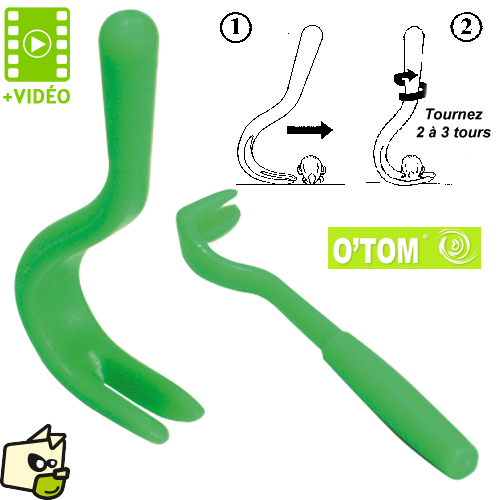 +VIDÉO
1
2
Tournez
2 à 3 tours
O'TOM®